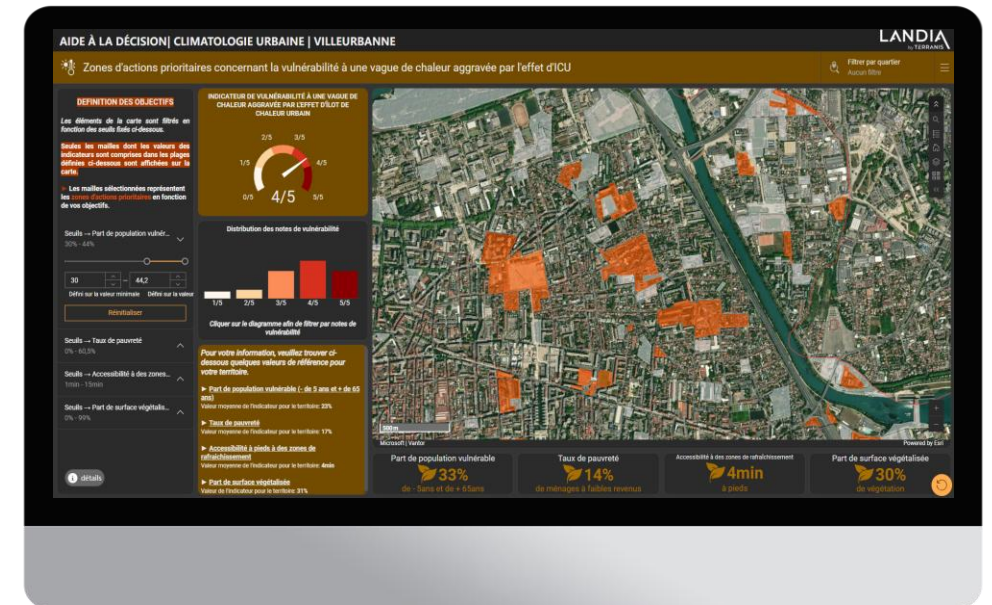 AIDE À LA DÉCISION| CLIMATOLOGIE URBAINE | VILLEURBANNE
LANDIA
by TERRANIS
Zones d'actions prioritaires concernant la vulnérabilité à une vague de chaleur aggravée par l'effet d'ICU
Filtrer par quartier
Aucun filtre
DEFINITION DES OBJECTIFS
Les éléments de la carte sont filtrés en
fonction des seuils fixés ci-dessous.
Seules les mailles dont les valeurs des
indicateurs sont comprises dans les plages
définies ci-dessous sont affichées sur la
carte.
► Les mailles sélectionnées représentent
les zones d'actions prioritaires en fonction
de vos objectifs.
Seuils → Part de population vulnér...
30% - 44%
30 – 44,2
Défini sur la valeur minimale Défini sur la valeur
Réinitialiser
Seuils → Taux de pauvreté
0% - 60,5%
Seuils → Accessibilité à des zones...
1min - 15min
Seuils → Part de surface végétalis...
0% - 99%
détails
INDICATEUR DE VULNÉRABILITÉ À UNE VAGUE DE
CHALEUR AGGRAVÉE PAR L'EFFET D'ÎLOT DE
CHALEUR URBAIN
2/5 3/5
1/5 4/5
0/5 4/5 5/5
Distribution des notes de vulnérabilité
1/5 2/5 3/5 4/5 5/5
Cliquer sur le diagramme afin de filtrer par notes de
vulnérabilité
Pour votre information, veuillez trouver ci-
dessous quelques valeurs de référence pour
votre territoire.
► Part de population vulnérable (- de 5 ans et + de 65
ans)
Valeur moyenne de l'indicateur pour le territoire: 23%
► Taux de pauvreté
Valeur moyenne de l'indicateur pour le territoire: 17%
► Accessibilité à pieds à des zones de
rafraichissement
Valeur moyenne de l'indicateur pour le territoire: 4min
► Part de surface végétalisée
Valeur de l'indicateur pour le territoire: 31%
300 m
Microsoft | Vantor
Powered by Esri
Part de population vulnérable
33%
de - 5ans et de + 65ans
Taux de pauvreté
14%
de ménages à faibles revenus
Accessibilité à des zones de rafraîchissement
4min
à pieds
Part de surface végétalisée
30%
de végétation